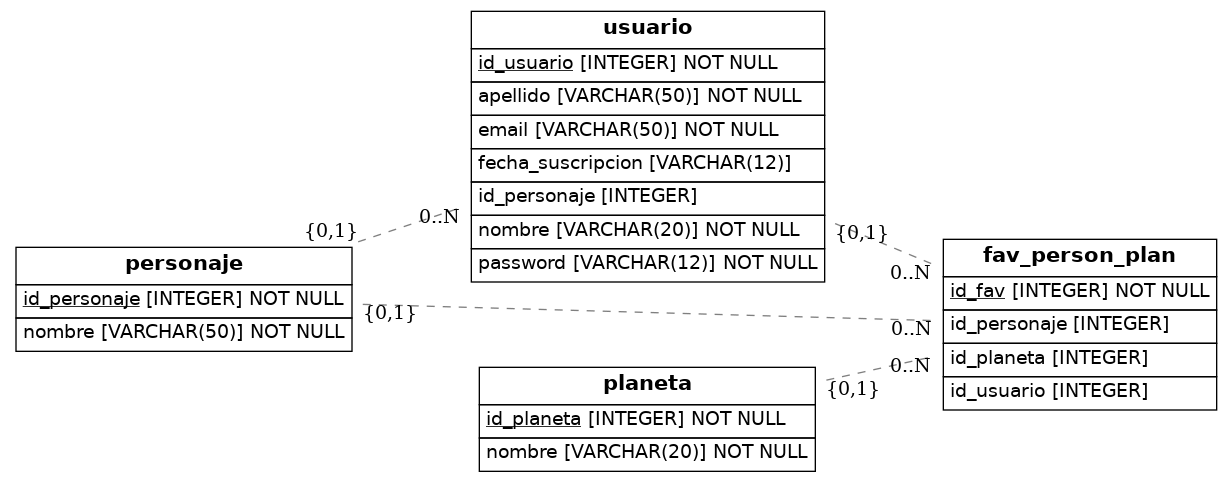 usuario
id_usuario [INTEGER] NOT NULL
apellido [VARCHAR(50)] NOT NULL
email [VARCHAR(50)] NOT NULL
fecha_suscripcion [VARCHAR(12)]
id_personaje [INTEGER]
nombre [VARCHAR(20)] NOT NULL
password [VARCHAR(12)] NOT NULL
{0,1}
0..N
personaje
id_personaje [INTEGER] NOT NULL
nombre [VARCHAR(50)] NOT NULL
{0,1}
0..N
{0,1}
0..N
fav_person_plan
id_fav [INTEGER] NOT NULL
id_personaje [INTEGER]
id_planeta [INTEGER]
id_usuario [INTEGER]
planeta
id_planeta [INTEGER] NOT NULL
nombre [VARCHAR(20)] NOT NULL
{0,1}
0..N